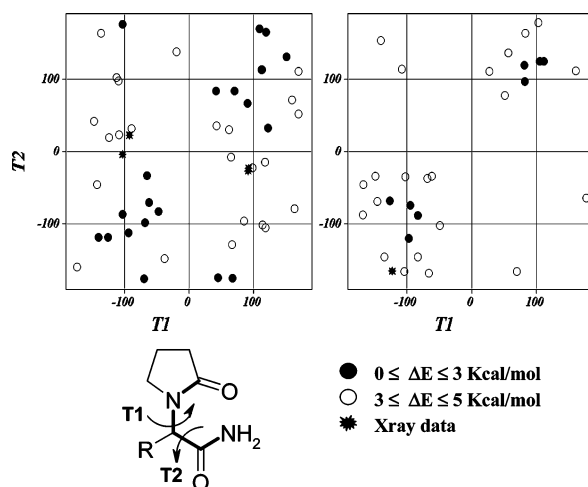 T2
100
0
-100
-100
0
100
T1
100
0
-100
-100
0
100
T1
N
O
T1
R
NH2
T2
O
0 ≤ ΔE ≤ 3 Kcal/mol
3 ≤ ΔE ≤ 5 Kcal/mol
Xray data